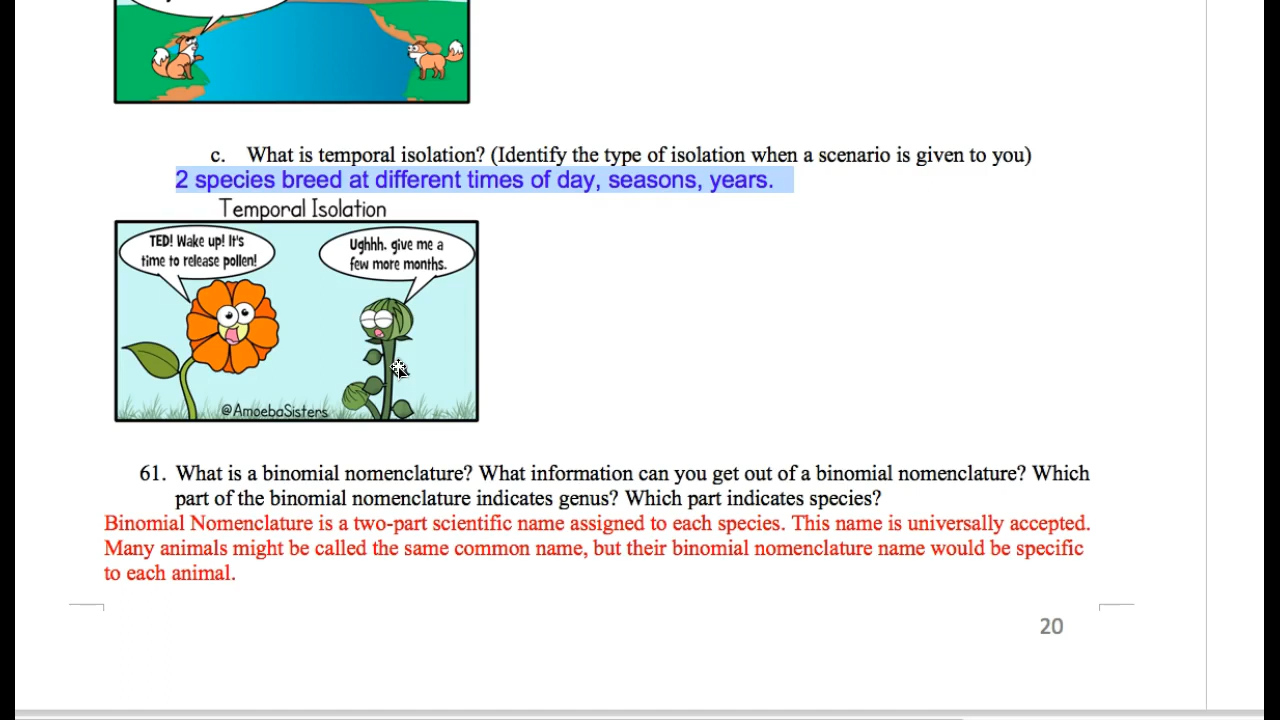 c. What is temporal isolation? (Identify the type of isolation when a scenario is given to you)
2 species breed at different times of day, seasons, years.
Temporal Isolation
TED! Wake up! It's
time to release pollen!
Ughhh. give me a
few more months.
@AmoebaSisters
61. What is a binomial nomenclature? What information can you get out of a binomial nomenclature? Which
part of the binomial nomenclature indicates genus? Which part indicates species?
Binomial Nomenclature is a two-part scientific name assigned to each species. This name is universally accepted.
Many animals might be called the same common name, but their binomial nomenclature name would be specific
to each animal.
20